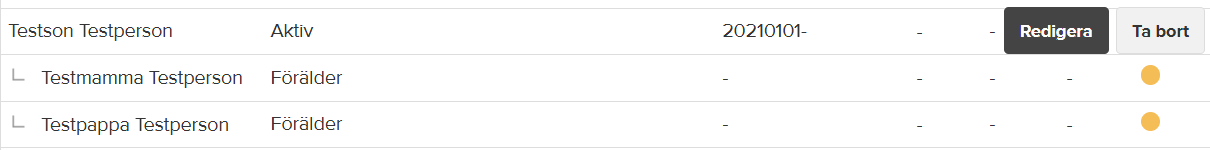 Testson Testperson Aktiv 20210101- - - Redigera Ta bort
Testmamma Testperson Förälder - - - -
Testpappa Testperson Förälder - - - -